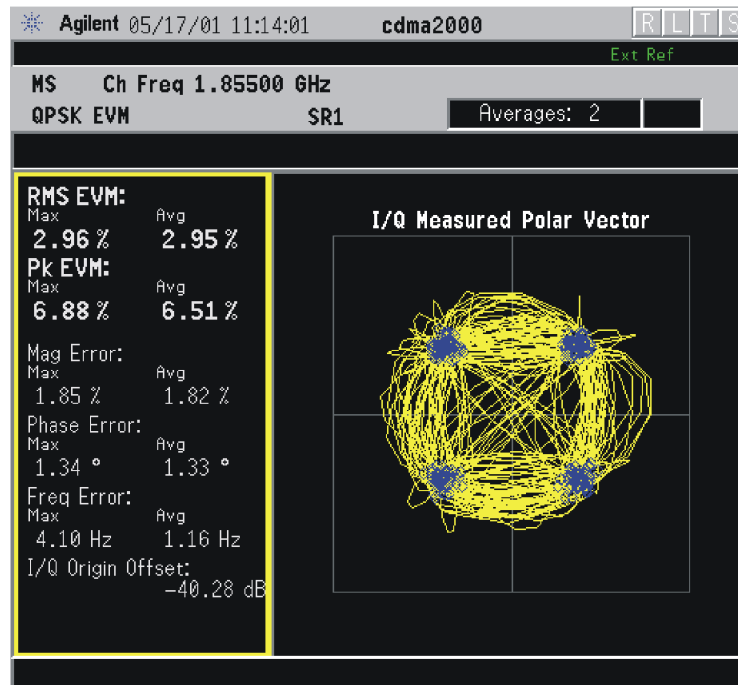 Agilent 05/17/01 11:14:01 cdma2000 R L T S
Ext Ref
MS Ch Freq 1.85500 GHz
QPSK EVM SR1 Averages: 2
RMS EVM:
Max Avg
2.96 % 2.95 %
Pk EVM:
Max Avg
6.88 % 6.51 %
Mag Error:
Max Avg
1.85 % 1.82 %
Phase Error:
Max Avg
1.34 ° 1.33 °
Freq Error:
Max Avg
4.10 Hz 1.16 Hz
I/Q Origin Offset:
-40.28 dB
I/Q Measured Polar Vector